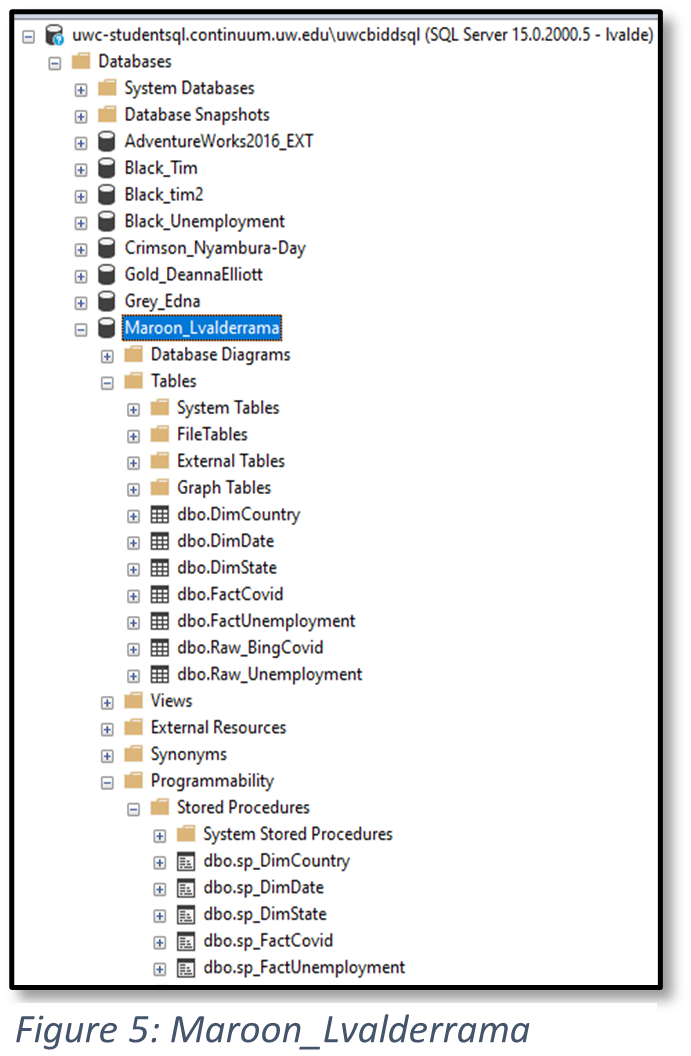 uwc-studentsql.continuum.uw.edu\uwcbiddsql (SQL Server 15.0.2000.5 - lvalde)
Databases
System Databases
Database Snapshots
AdventureWorks2016_EXT
Black_Tim
Black_tim2
Black_Unemployment
Crimson_Nyambura-Day
Gold_DeannaElliott
Grey_Edna
Maroon_Lvalderrama
Database Diagrams
Tables
System Tables
FileTables
External Tables
Graph Tables
dbo.DimCountry
dbo.DimDate
dbo.DimState
dbo.FactCovid
dbo.FactUnemployment
dbo.Raw_BingCovid
dbo.Raw_Unemployment
Views
External Resources
Synonyms
Programmability
Stored Procedures
System Stored Procedures
dbo.sp_DimCountry
dbo.sp_DimDate
dbo.sp_DimState
dbo.sp_FactCovid
dbo.sp_FactUnemployment
Figure 5: Maroon_Lvalderrama